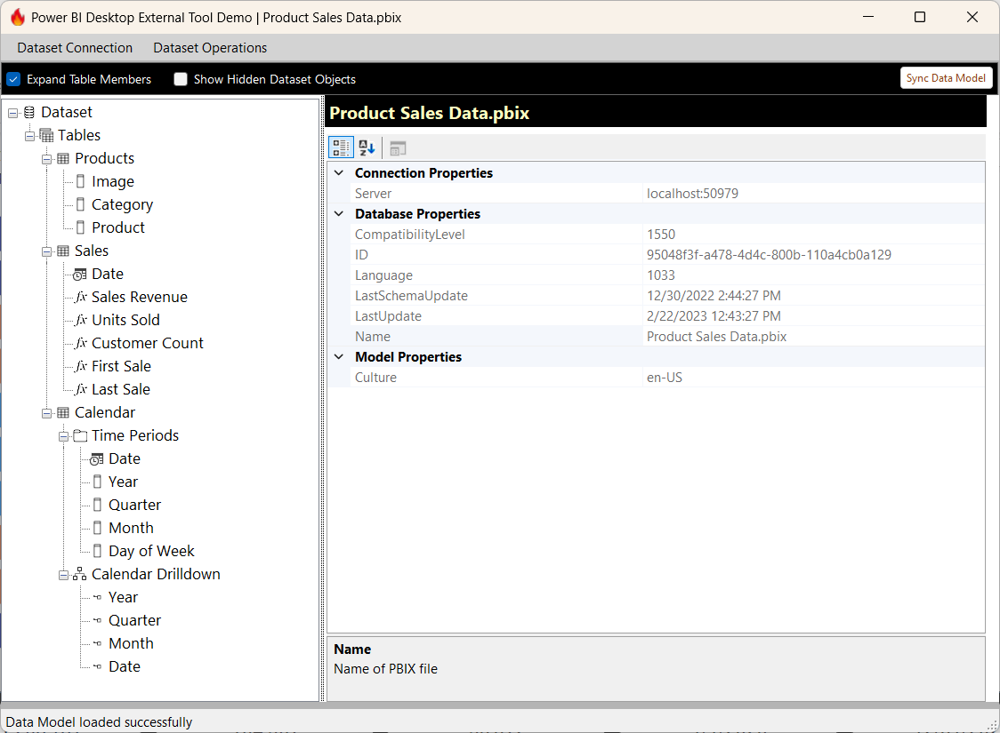 Power BI Desktop External Tool Demo | Product Sales Data.pbix
Dataset Connection Dataset Operations
Expand Table Members Show Hidden Dataset Objects Sync Data Model
Dataset
Tables
Products
Image
Category
Product
Sales
Date
fx Sales Revenue
fx Units Sold
fx Customer Count
fx First Sale
fx Last Sale
Calendar
Time Periods
Date
Year
Quarter
Month
Day of Week
Calendar Drilldown
Year
Quarter
Month
Date
Product Sales Data.pbix
Connection Properties
Server localhost:50979
Database Properties
CompatibilityLevel 1550
ID 95048f3f-a478-4d4c-800b-110a4cb0a129
Language 1033
LastSchemaUpdate 12/30/2022 2:44:27 PM
LastUpdate 2/22/2023 12:43:27 PM
Name Product Sales Data.pbix
Model Properties
Culture en-US
Name
Name of PBIX file
Data Model loaded successfully